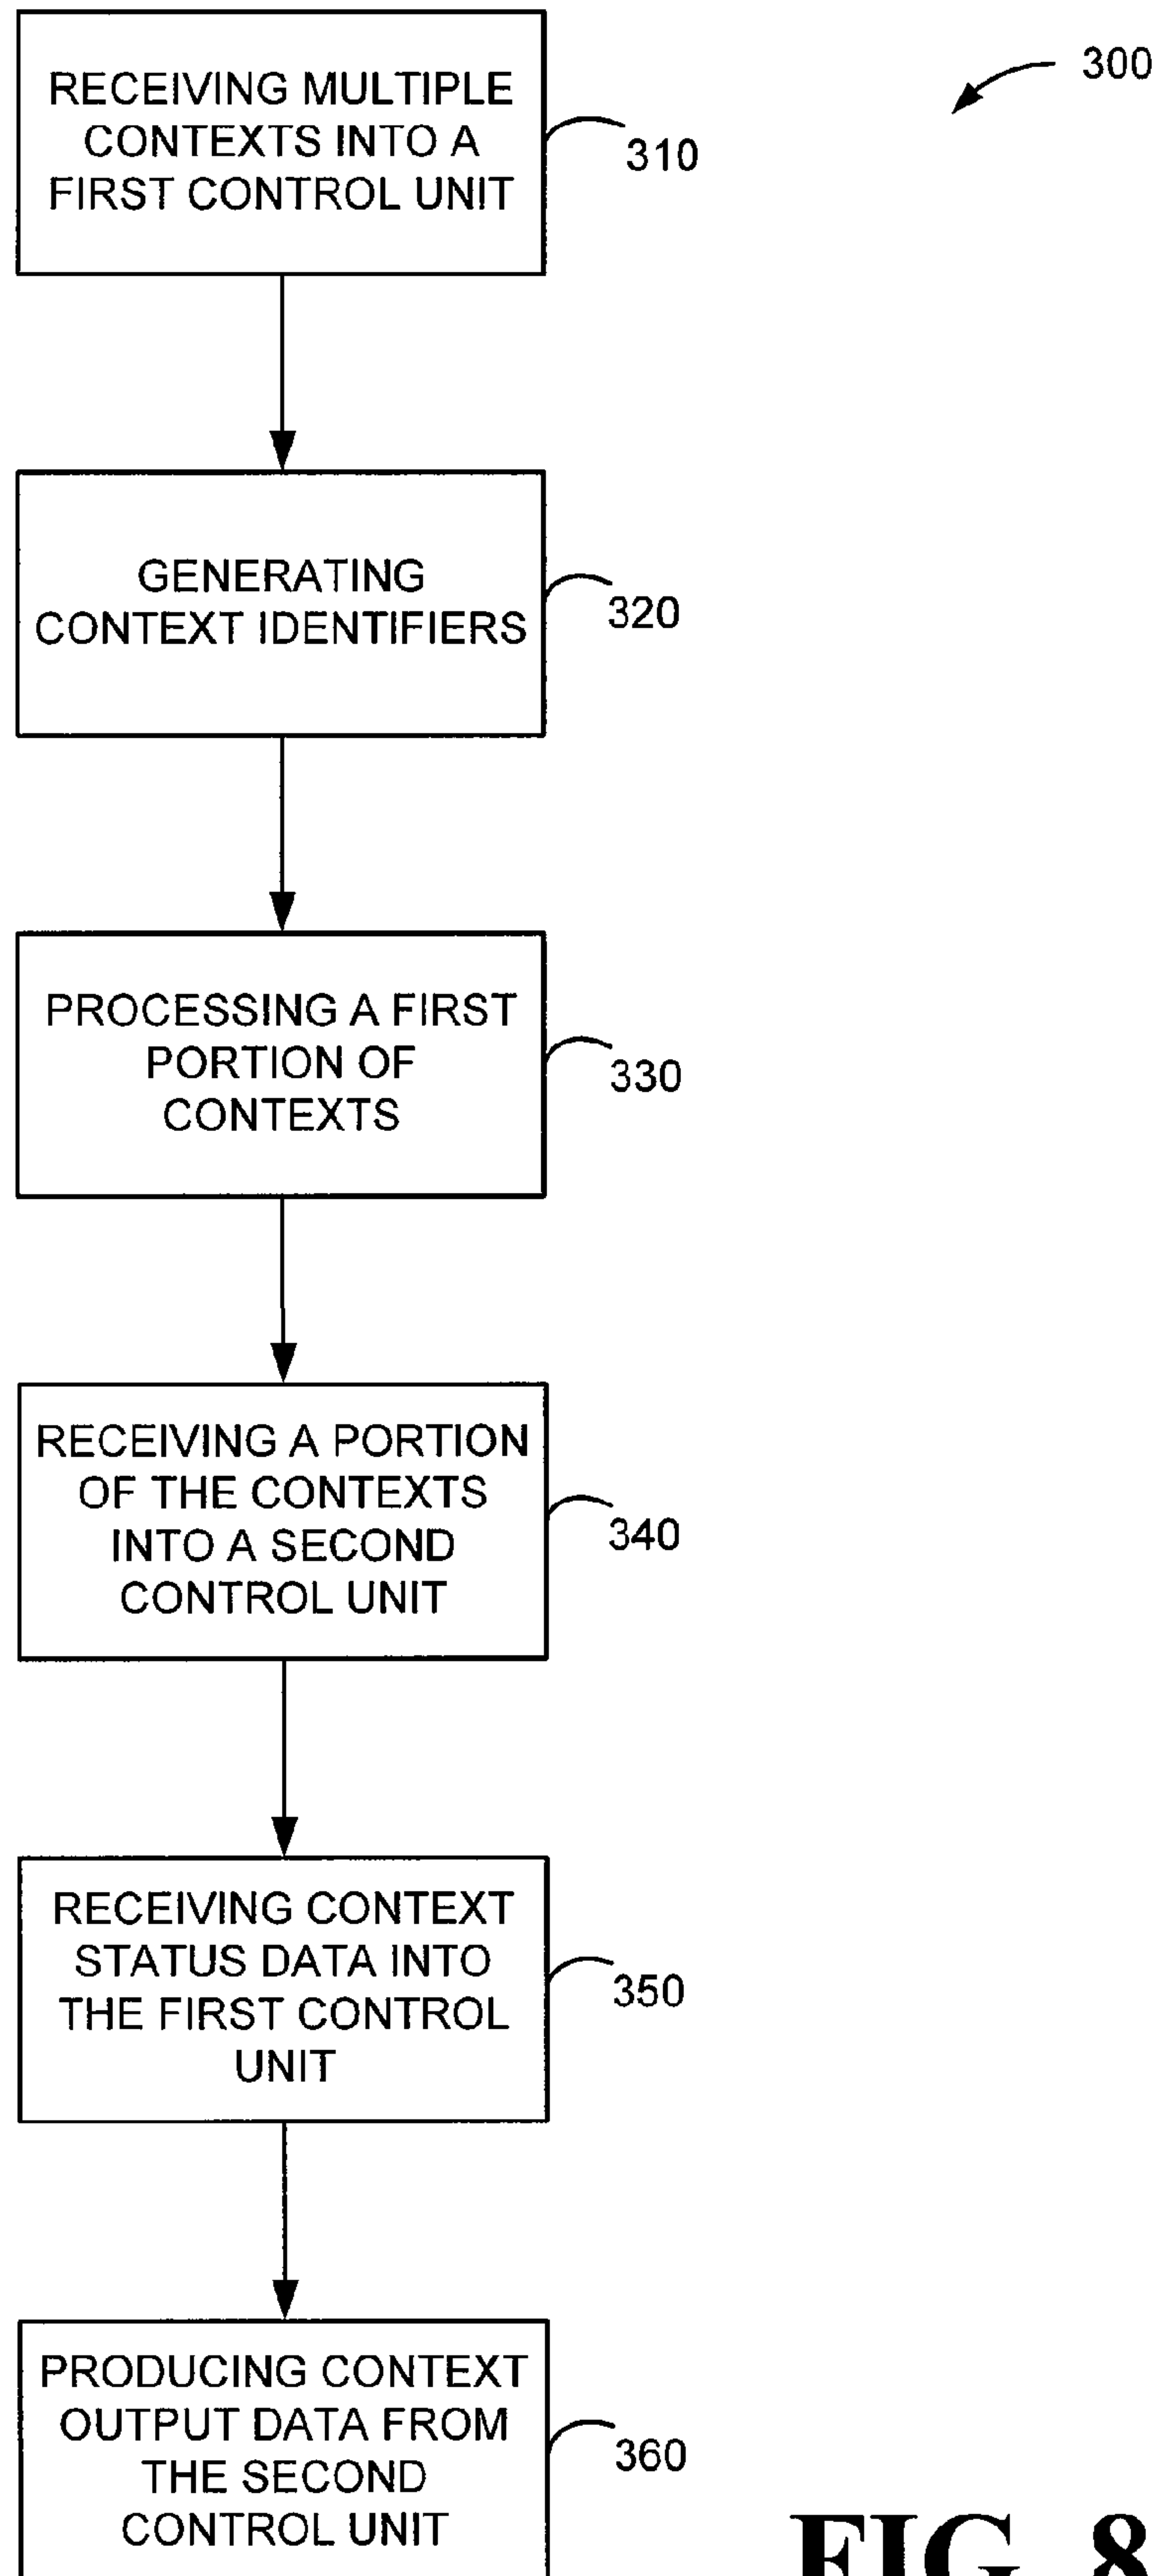 RECEIVING MULTIPLE
CONTEXTS INTO A
FIRST CONTROL UNIT
300
310
GENERATING
CONTEXT IDENTIFIERS
320
PROCESSING A FIRST
PORTION OF
CONTEXTS
330
RECEIVING A PORTION
OF THE CONTEXTS
INTO A SECOND
CONTROL UNIT
340
RECEIVING CONTEXT
STATUS DATA INTO
THE FIRST CONTROL
UNIT
350
PRODUCING CONTEXT
OUTPUT DATA FROM
THE SECOND
CONTROL UNIT
360
FIG. 8